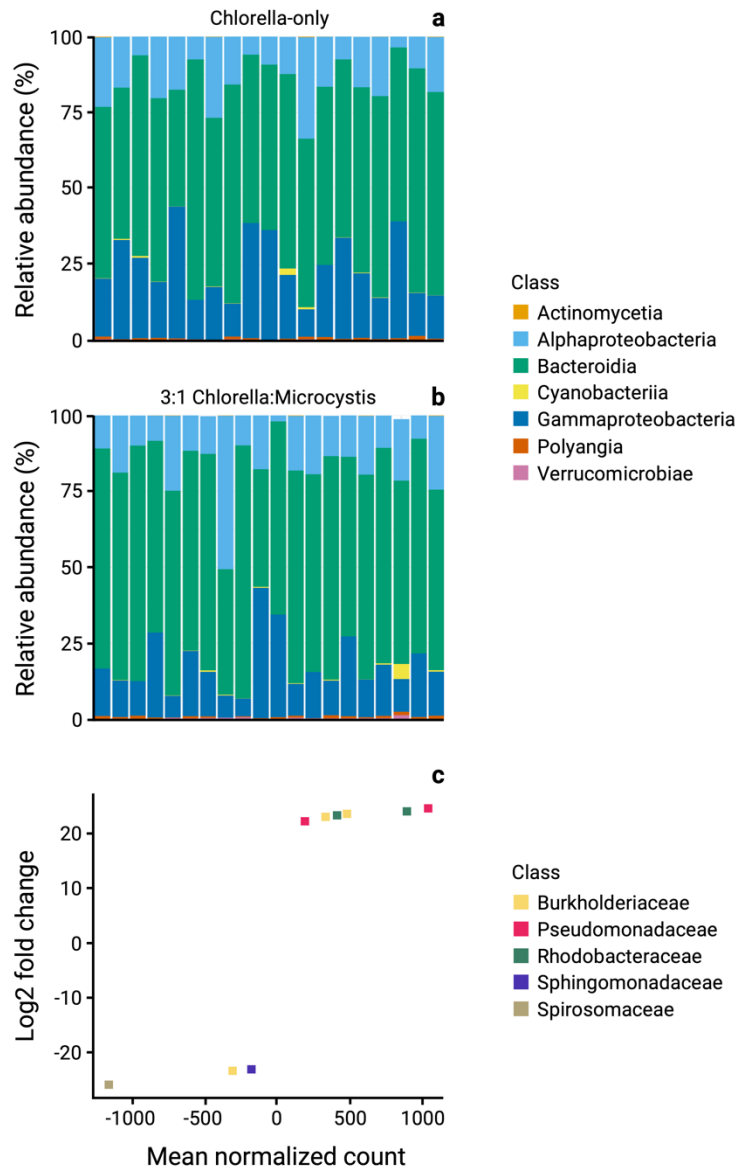 Chlorella-only
a
Relative abundance (%)
100
75
50
25
0
3:1 Chlorella:Microcystis
b
Relative abundance (%)
100
75
50
25
0
Class
Actinomycetia
Alphaproteobacteria
Bacteroidia
Cyanobacteriia
Gammaproteobacteria
Polyangia
Verrucomicrobiae
c
Log2 fold change
20
10
0
-10
-20
-1000 -500 0 500 1000
Mean normalized count
Class
Burkholderiaceae
Pseudomonadaceae
Rhodobacteraceae
Sphingomonadaceae
Spirosomaceae